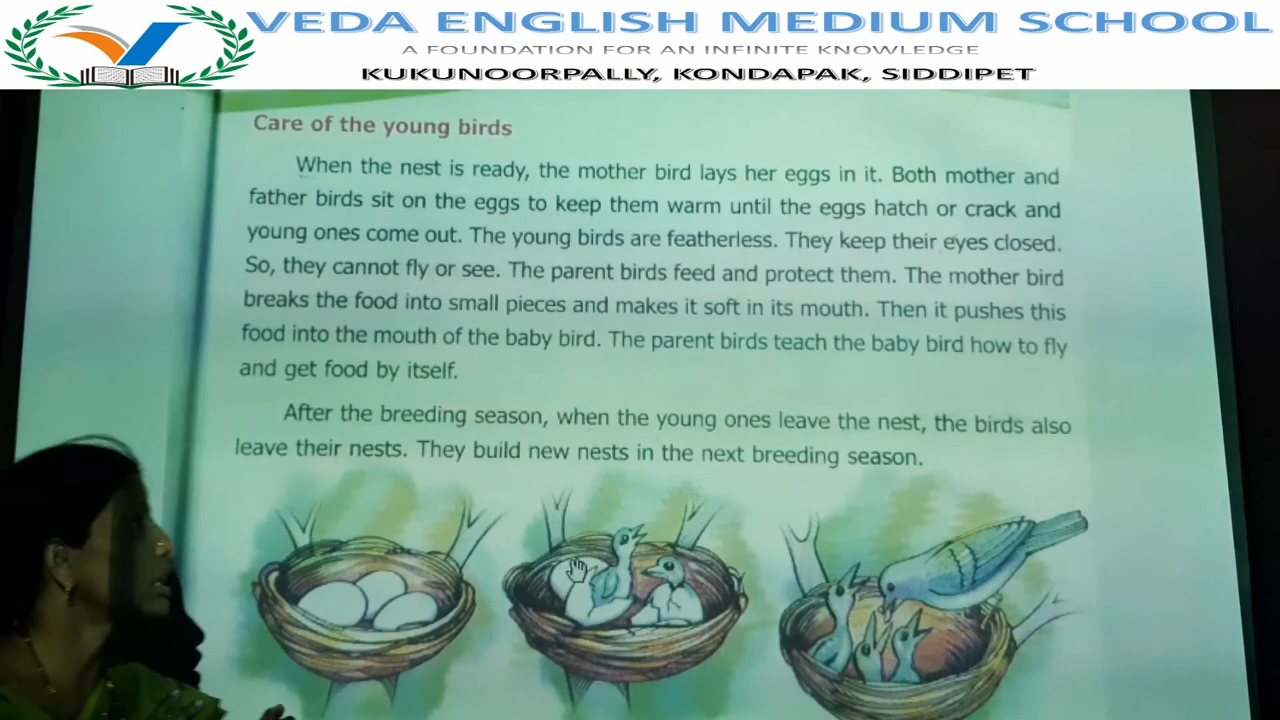 VEDA ENGLISH MEDIUM SCHOOL
A FOUNDATION FOR AN INFINITE KNOWLEDGE
KUKUNOORPALLY, KONDAPAK, SIDDIPET
Care of the young birds
When the nest is ready, the mother bird lays her eggs in it. Both mother and
father birds sit on the eggs to keep them warm until the eggs hatch or crack and
young ones come out. The young birds are featherless. They keep their eyes closed.
So, they cannot fly or see. The parent birds feed and protect them. The mother bird
breaks the food into small pieces and makes it soft in its mouth. Then it pushes this
food into the mouth of the baby bird. The parent birds teach the baby bird how to fly
and get food by itself.
After the breeding season, when the young ones leave the nest, the birds also
leave their nests. They build new nests in the next breeding season.